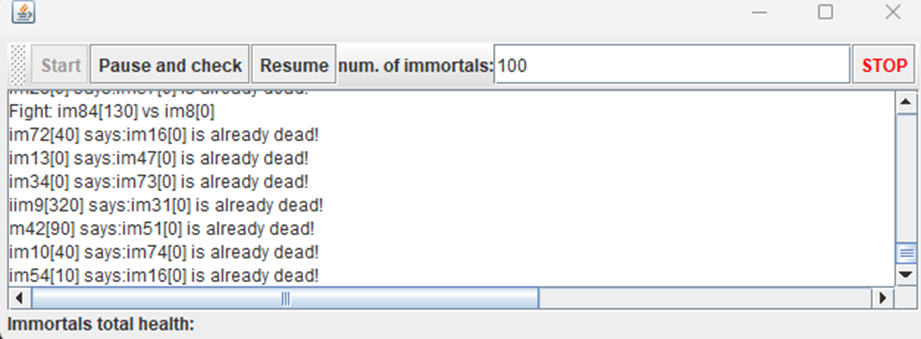 Start Pause and check Resume num. of immortals: 100 STOP
Fight: im84[130] vs im8[0]
im72[40] says:im16[0] is already dead!
im13[0] says:im47[0] is already dead!
im34[0] says:im73[0] is already dead!
iim9[320] says:im31[0] is already dead!
m42[90] says:im51[0] is already dead!
im10[40] says:im74[0] is already dead!
im54[10] says:im16[0] is already dead!
Immortals total health: